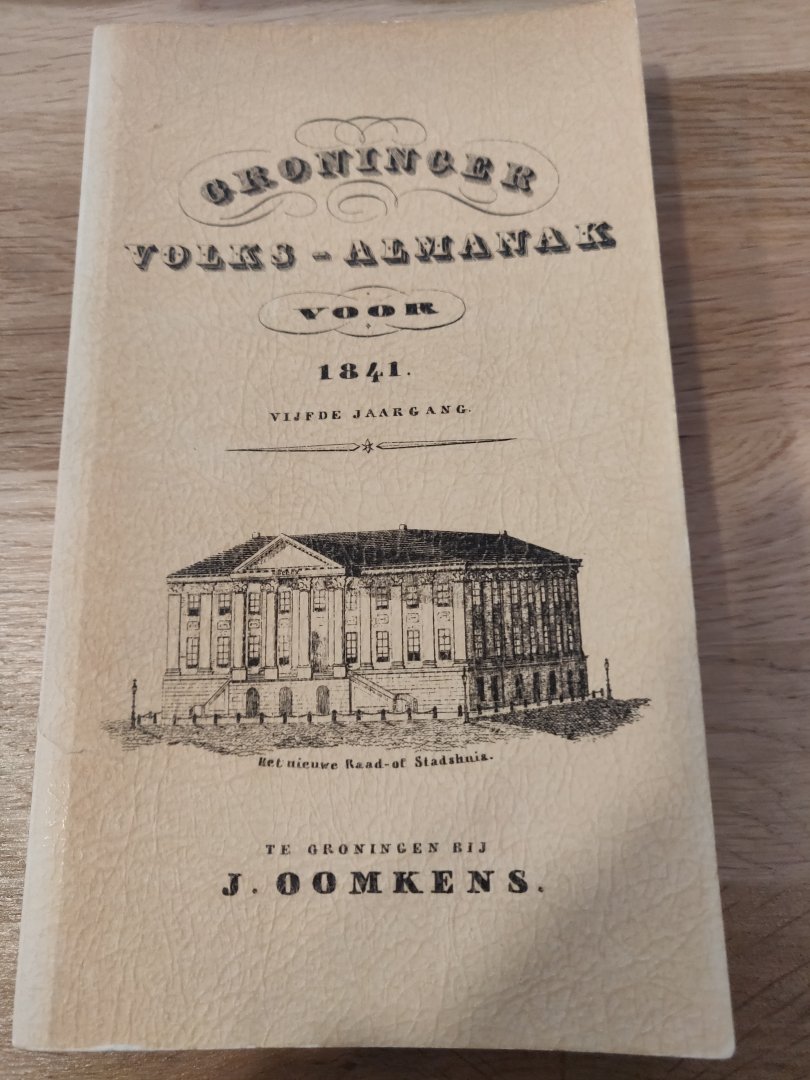 GRONINGER
VOLKS-ALMANAK
VOOR
1841.
VIJFDE JAARGANG.
Het nieuwe Raad- of Stadshuis.
TE GRONINGEN BIJ
J. OOMKENS.